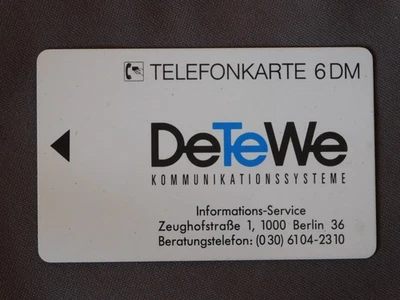 TELEFONKARTE 6 DM
DeTeWe
KOMMUNIKATIONSSYSTEME
Informations-Service
Zeughofstraße 1, 1000 Berlin 36
Beratungstelefon: (030) 6104-2310